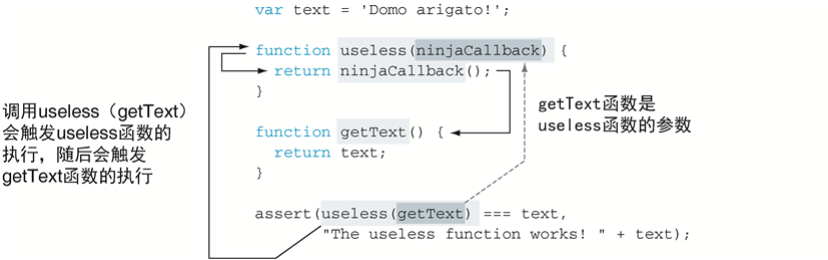 var text = 'Domo arigato!';
function useless(ninjaCallback) {
return ninjaCallback();
}
function getText() {
return text;
}
assert(useless(getText) === text,
"The useless function works! " + text);
调用useless（getText）
会触发useless函数的
执行，随后会触发
getText函数的执行
getText函数是
useless函数的参数